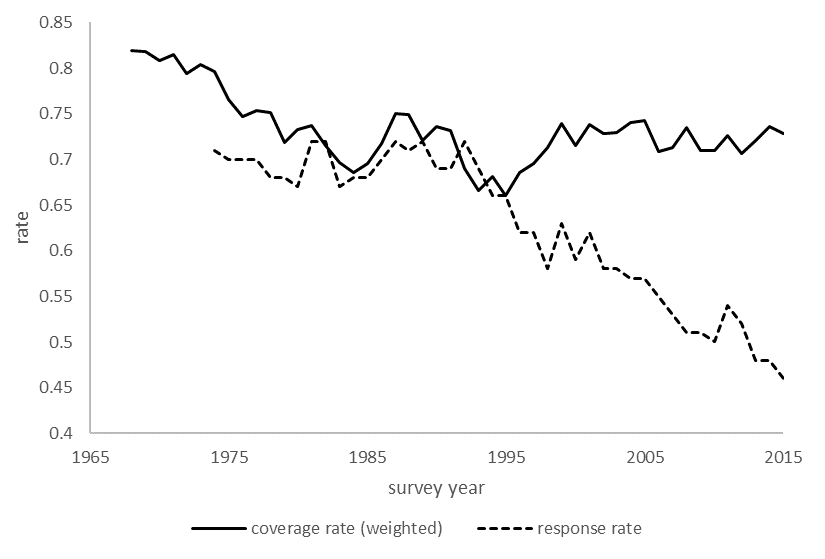 0.85
0.8
0.75
0.7
0.65
0.6
0.55
0.5
0.45
0.4
rate
1965 1975 1985 1995 2005 2015
survey year
coverage rate (weighted) response rate